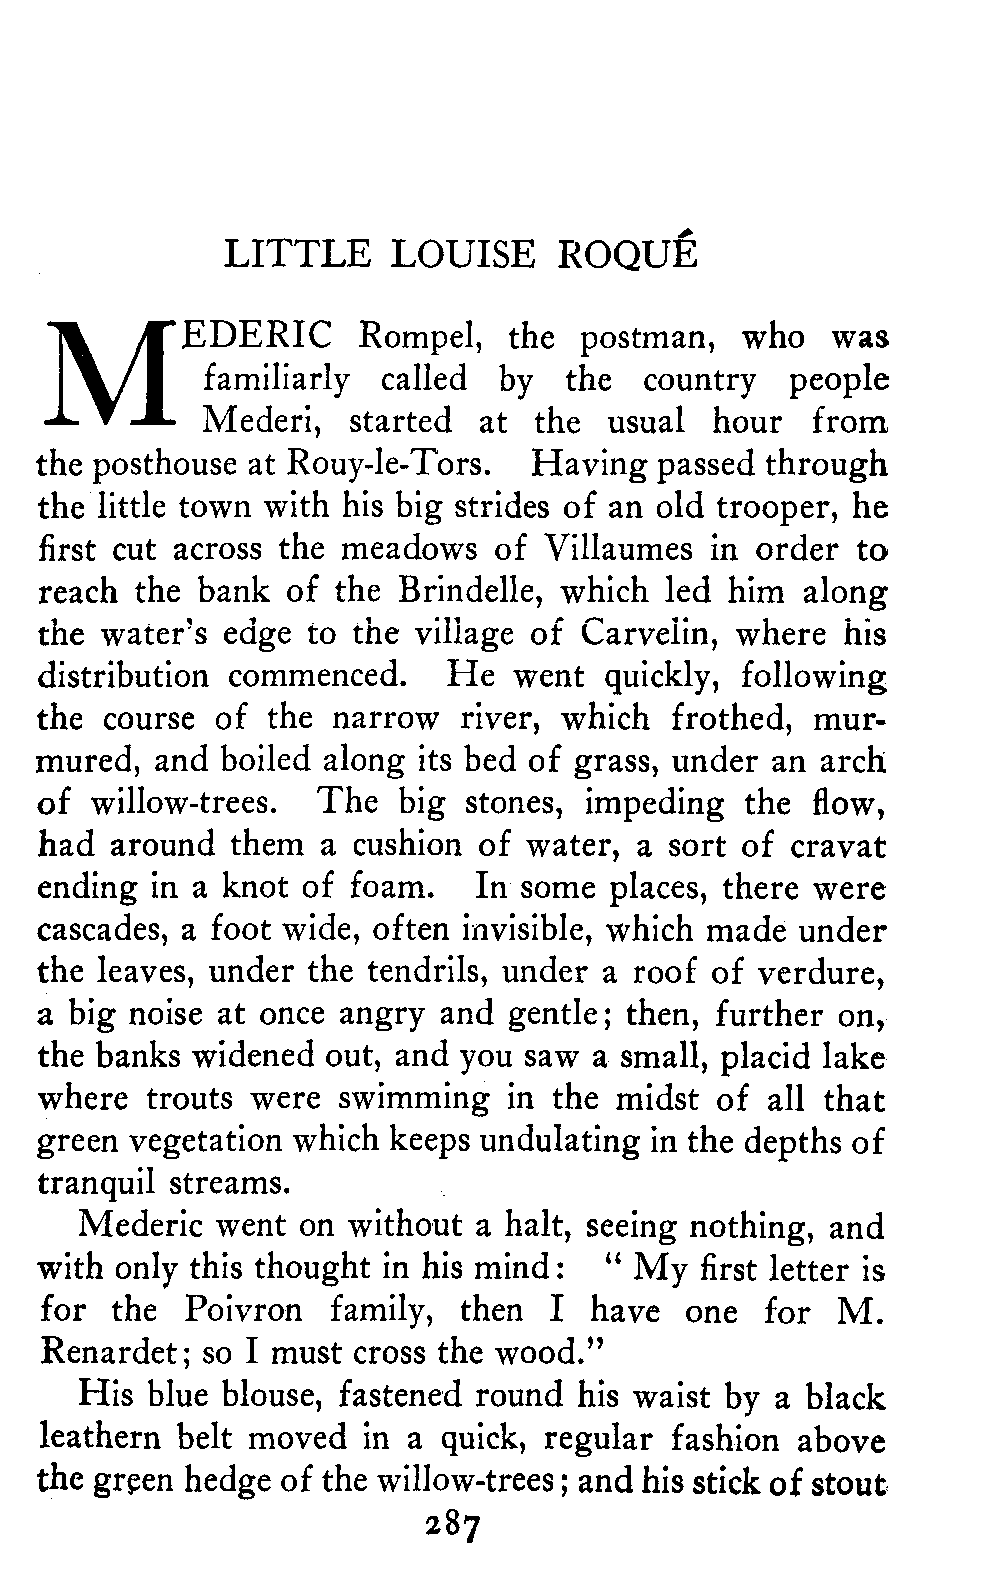 LITTLE LOUISE ROQUÉ
MEDERIC Rompel, the postman, who was
familiarly called by the country people
Mederi, started at the usual hour from
the posthouse at Rouy-le-Tors. Having passed through
the little town with his big strides of an old trooper, he
first cut across the meadows of Villaumes in order to
reach the bank of the Brindelle, which led him along
the water's edge to the village of Carvelin, where his
distribution commenced. He went quickly, following
the course of the narrow river, which frothed, mur-
mured, and boiled along its bed of grass, under an arch
of willow-trees. The big stones, impeding the flow,
had around them a cushion of water, a sort of cravat
ending in a knot of foam. In some places, there were
cascades, a foot wide, often invisible, which made under
the leaves, under the tendrils, under a roof of verdure,
a big noise at once angry and gentle; then, further on,
the banks widened out, and you saw a small, placid lake
where trouts were swimming in the midst of all that
green vegetation which keeps undulating in the depths of
tranquil streams.
Mederic went on without a halt, seeing nothing, and
with only this thought in his mind: " My first letter is
for the Poivron family, then I have one for M.
Renardet; so I must cross the wood."
His blue blouse, fastened round his waist by a black
leathern belt moved in a quick, regular fashion above
the green hedge of the willow-trees; and his stick of stout
287